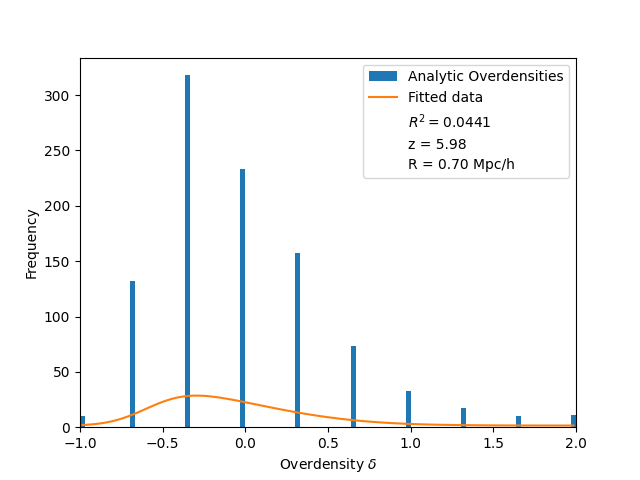 Analytic Overdensities
Fitted data
R² = 0.0441
z = 5.98
R = 0.70 Mpc/h
Frequency
300
250
200
150
100
50
0
−1.0 −0.5 0.0 0.5 1.0 1.5 2.0
Overdensity δ